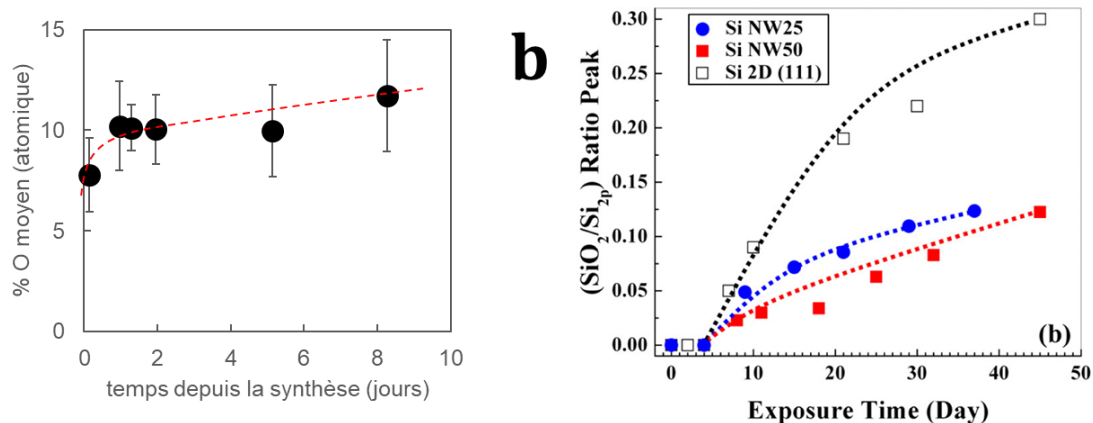 % O moyen (atomique)
15
10
5
0
0 2 4 6 8 10
temps depuis la synthèse (jours)
b
(SiO2/Si2p) Ratio Peak
0.30
0.25
0.20
0.15
0.10
0.05
0.00
Si NW25
Si NW50
Si 2D (111)
(b)
0 10 20 30 40 50
Exposure Time (Day)